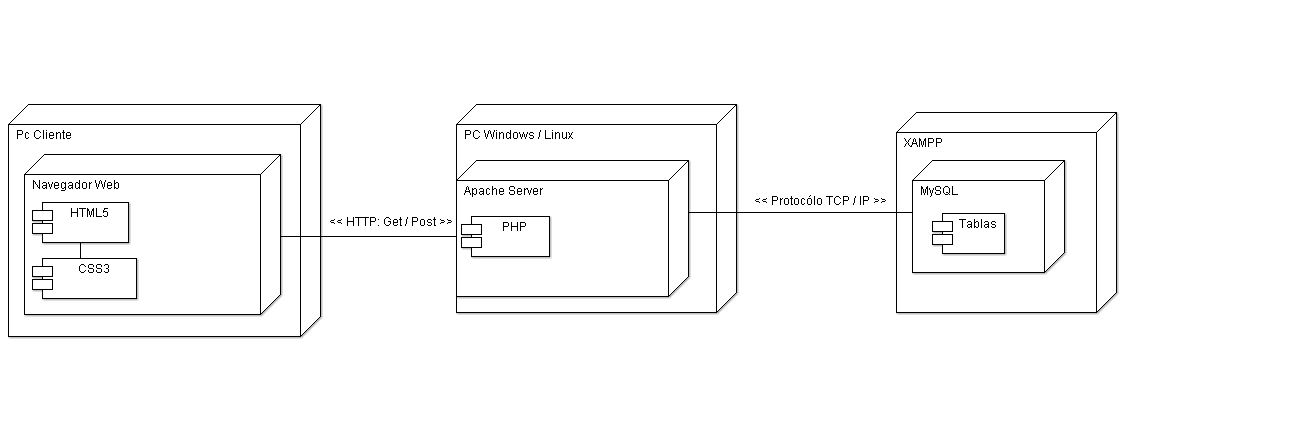 Pc Cliente
Navegador Web
HTML5
CSS3
<< HTTP: Get / Post >>
PC Windows / Linux
Apache Server
PHP
<< Protocólo TCP / IP >>
XAMPP
MySQL
Tablas